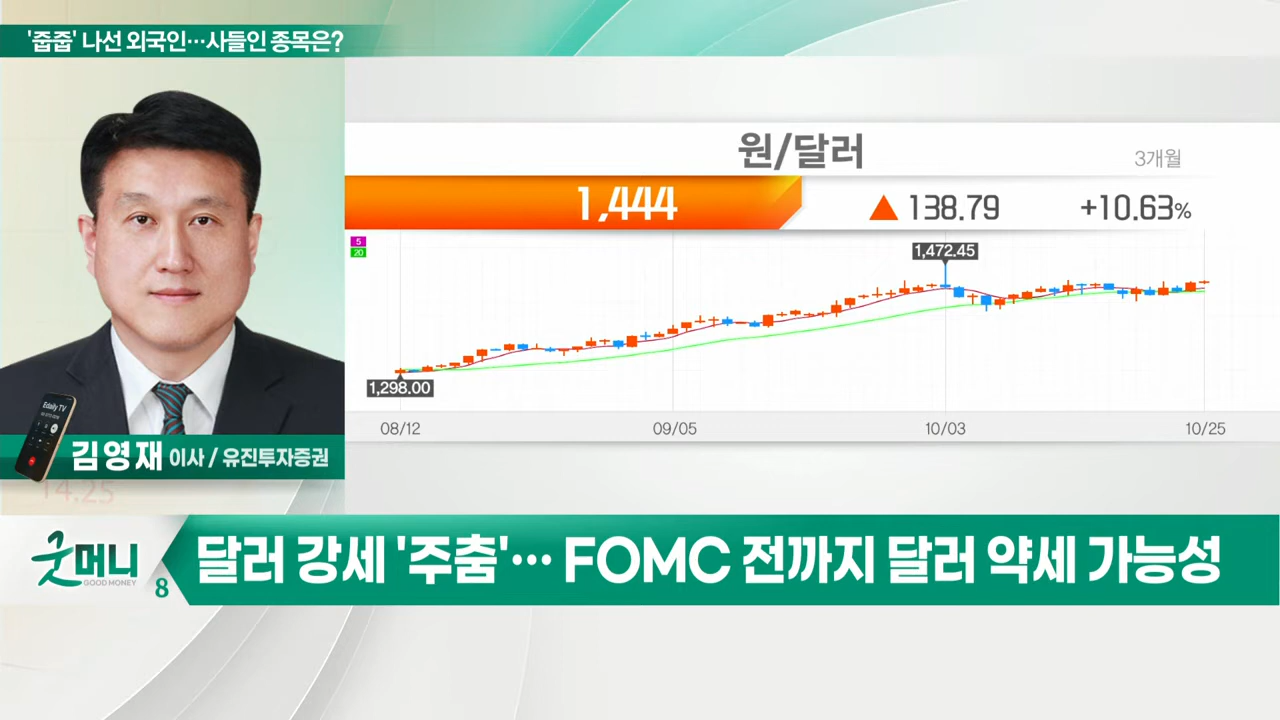 '줍줍' 나선 외국인…사들인 종목은?
원/달러
3개월
1,444
▲ 138.79
+10.63%
5
20
1,472.45
1,298.00
08/12
09/05
10/03
10/25
Edaily TV
김영재 이사 / 유진투자증권
14.25
굿머니
GOOD MONEY
8
달러 강세 '주춤'… FOMC 전까지 달러 약세 가능성